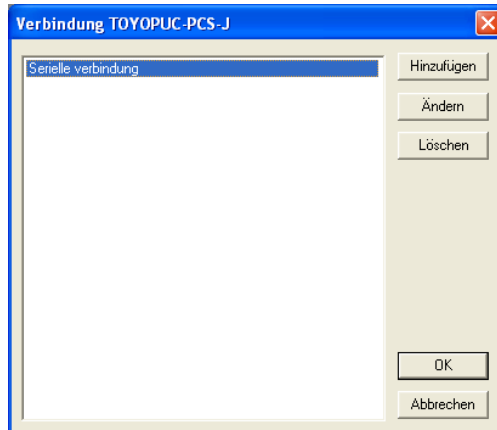 Verbindung TOYOPUC-PCS-J
Serielle verbindung
Hinzufügen
Ändern
Löschen
OK
Abbrechen